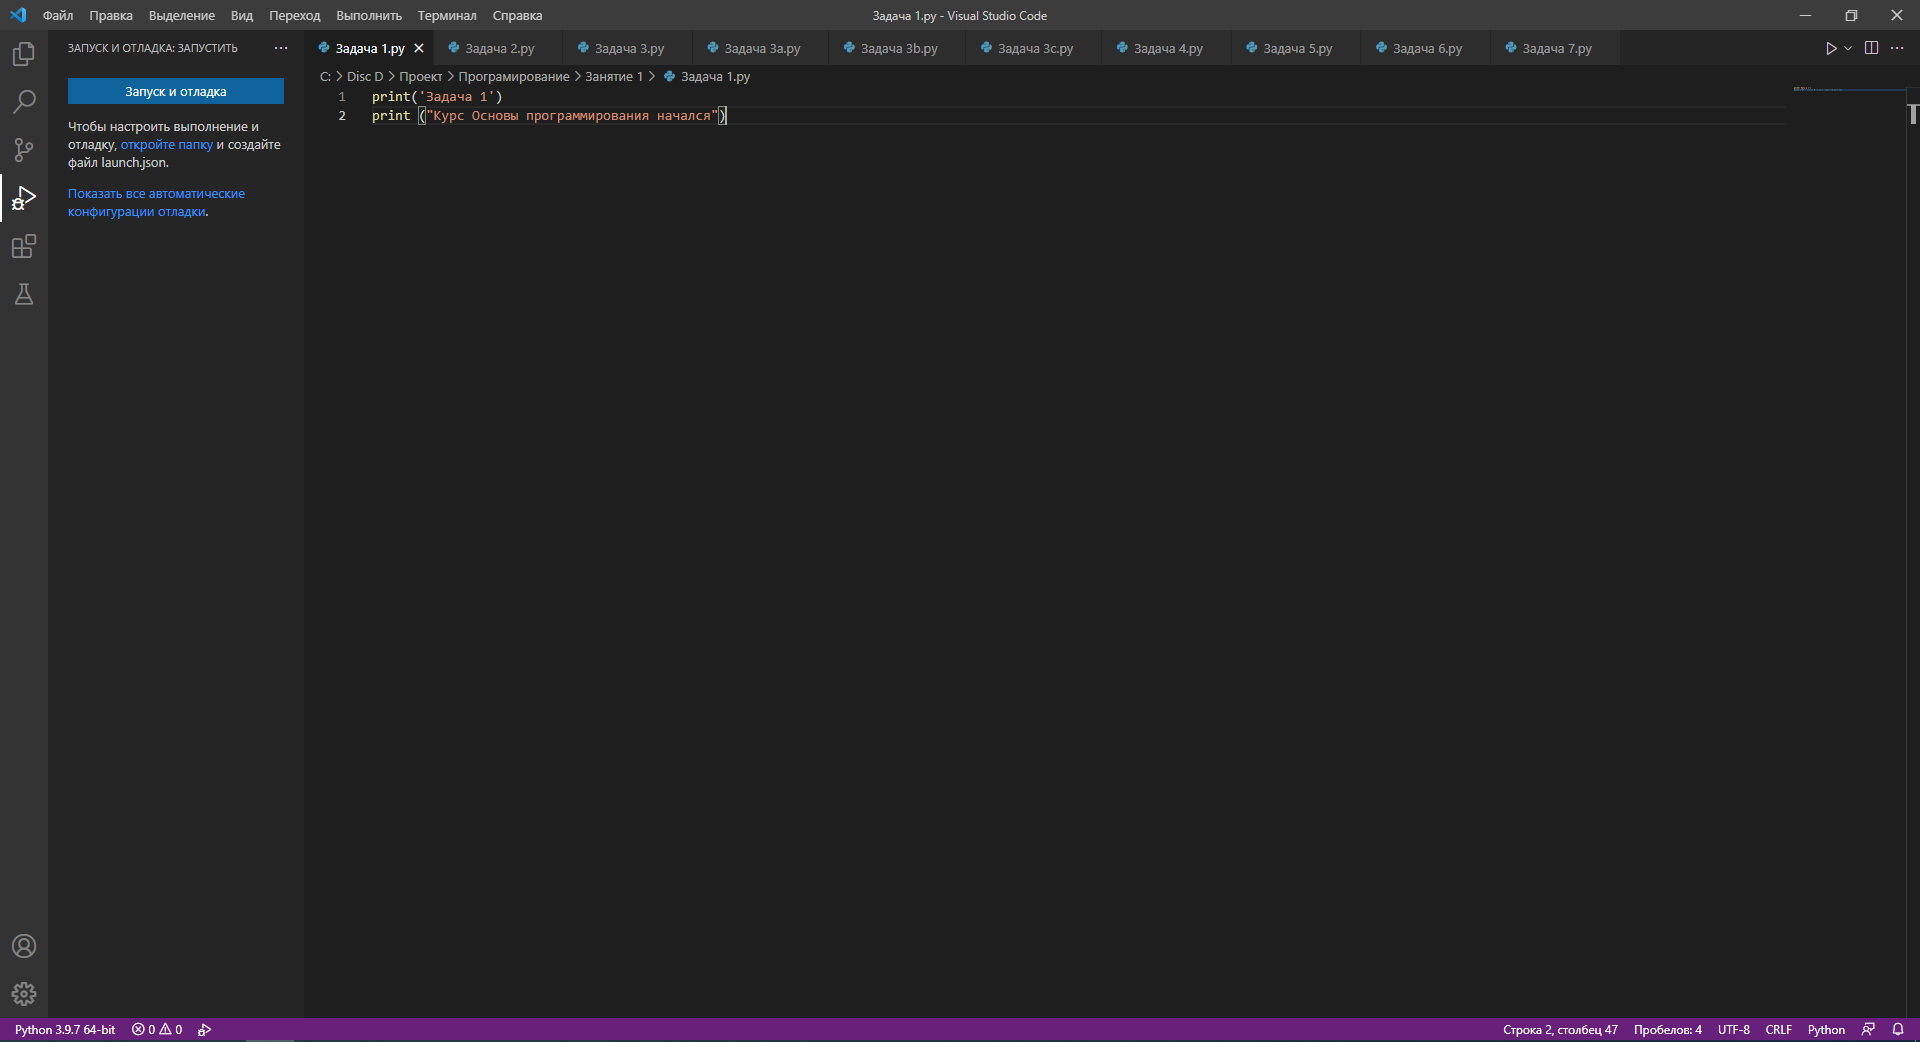 Файл Правка Выделение Вид Переход Выполнить Терминал Справка
Задача 1.py - Visual Studio Code
ЗАПУСК И ОТЛАДКА: ЗАПУСТИТЬ
Запуск и отладка
Чтобы настроить выполнение и
отладку, откройте папку и создайте
файл launch.json.
Показать все автоматические
конфигурации отладки.
Задача 1.py Задача 2.py Задача 3.py Задача 3a.py Задача 3b.py Задача 3c.py Задача 4.py Задача 5.py Задача 6.py Задача 7.py
C: > Disc D > Проект > Програмирование > Занятие 1 > Задача 1.py
1 print('Задача 1')
2 print ("Курс Основы программирования начался")
Python 3.9.7 64-bit 0 0
Строка 2, столбец 47 Пробелов: 4 UTF-8 CRLF Python